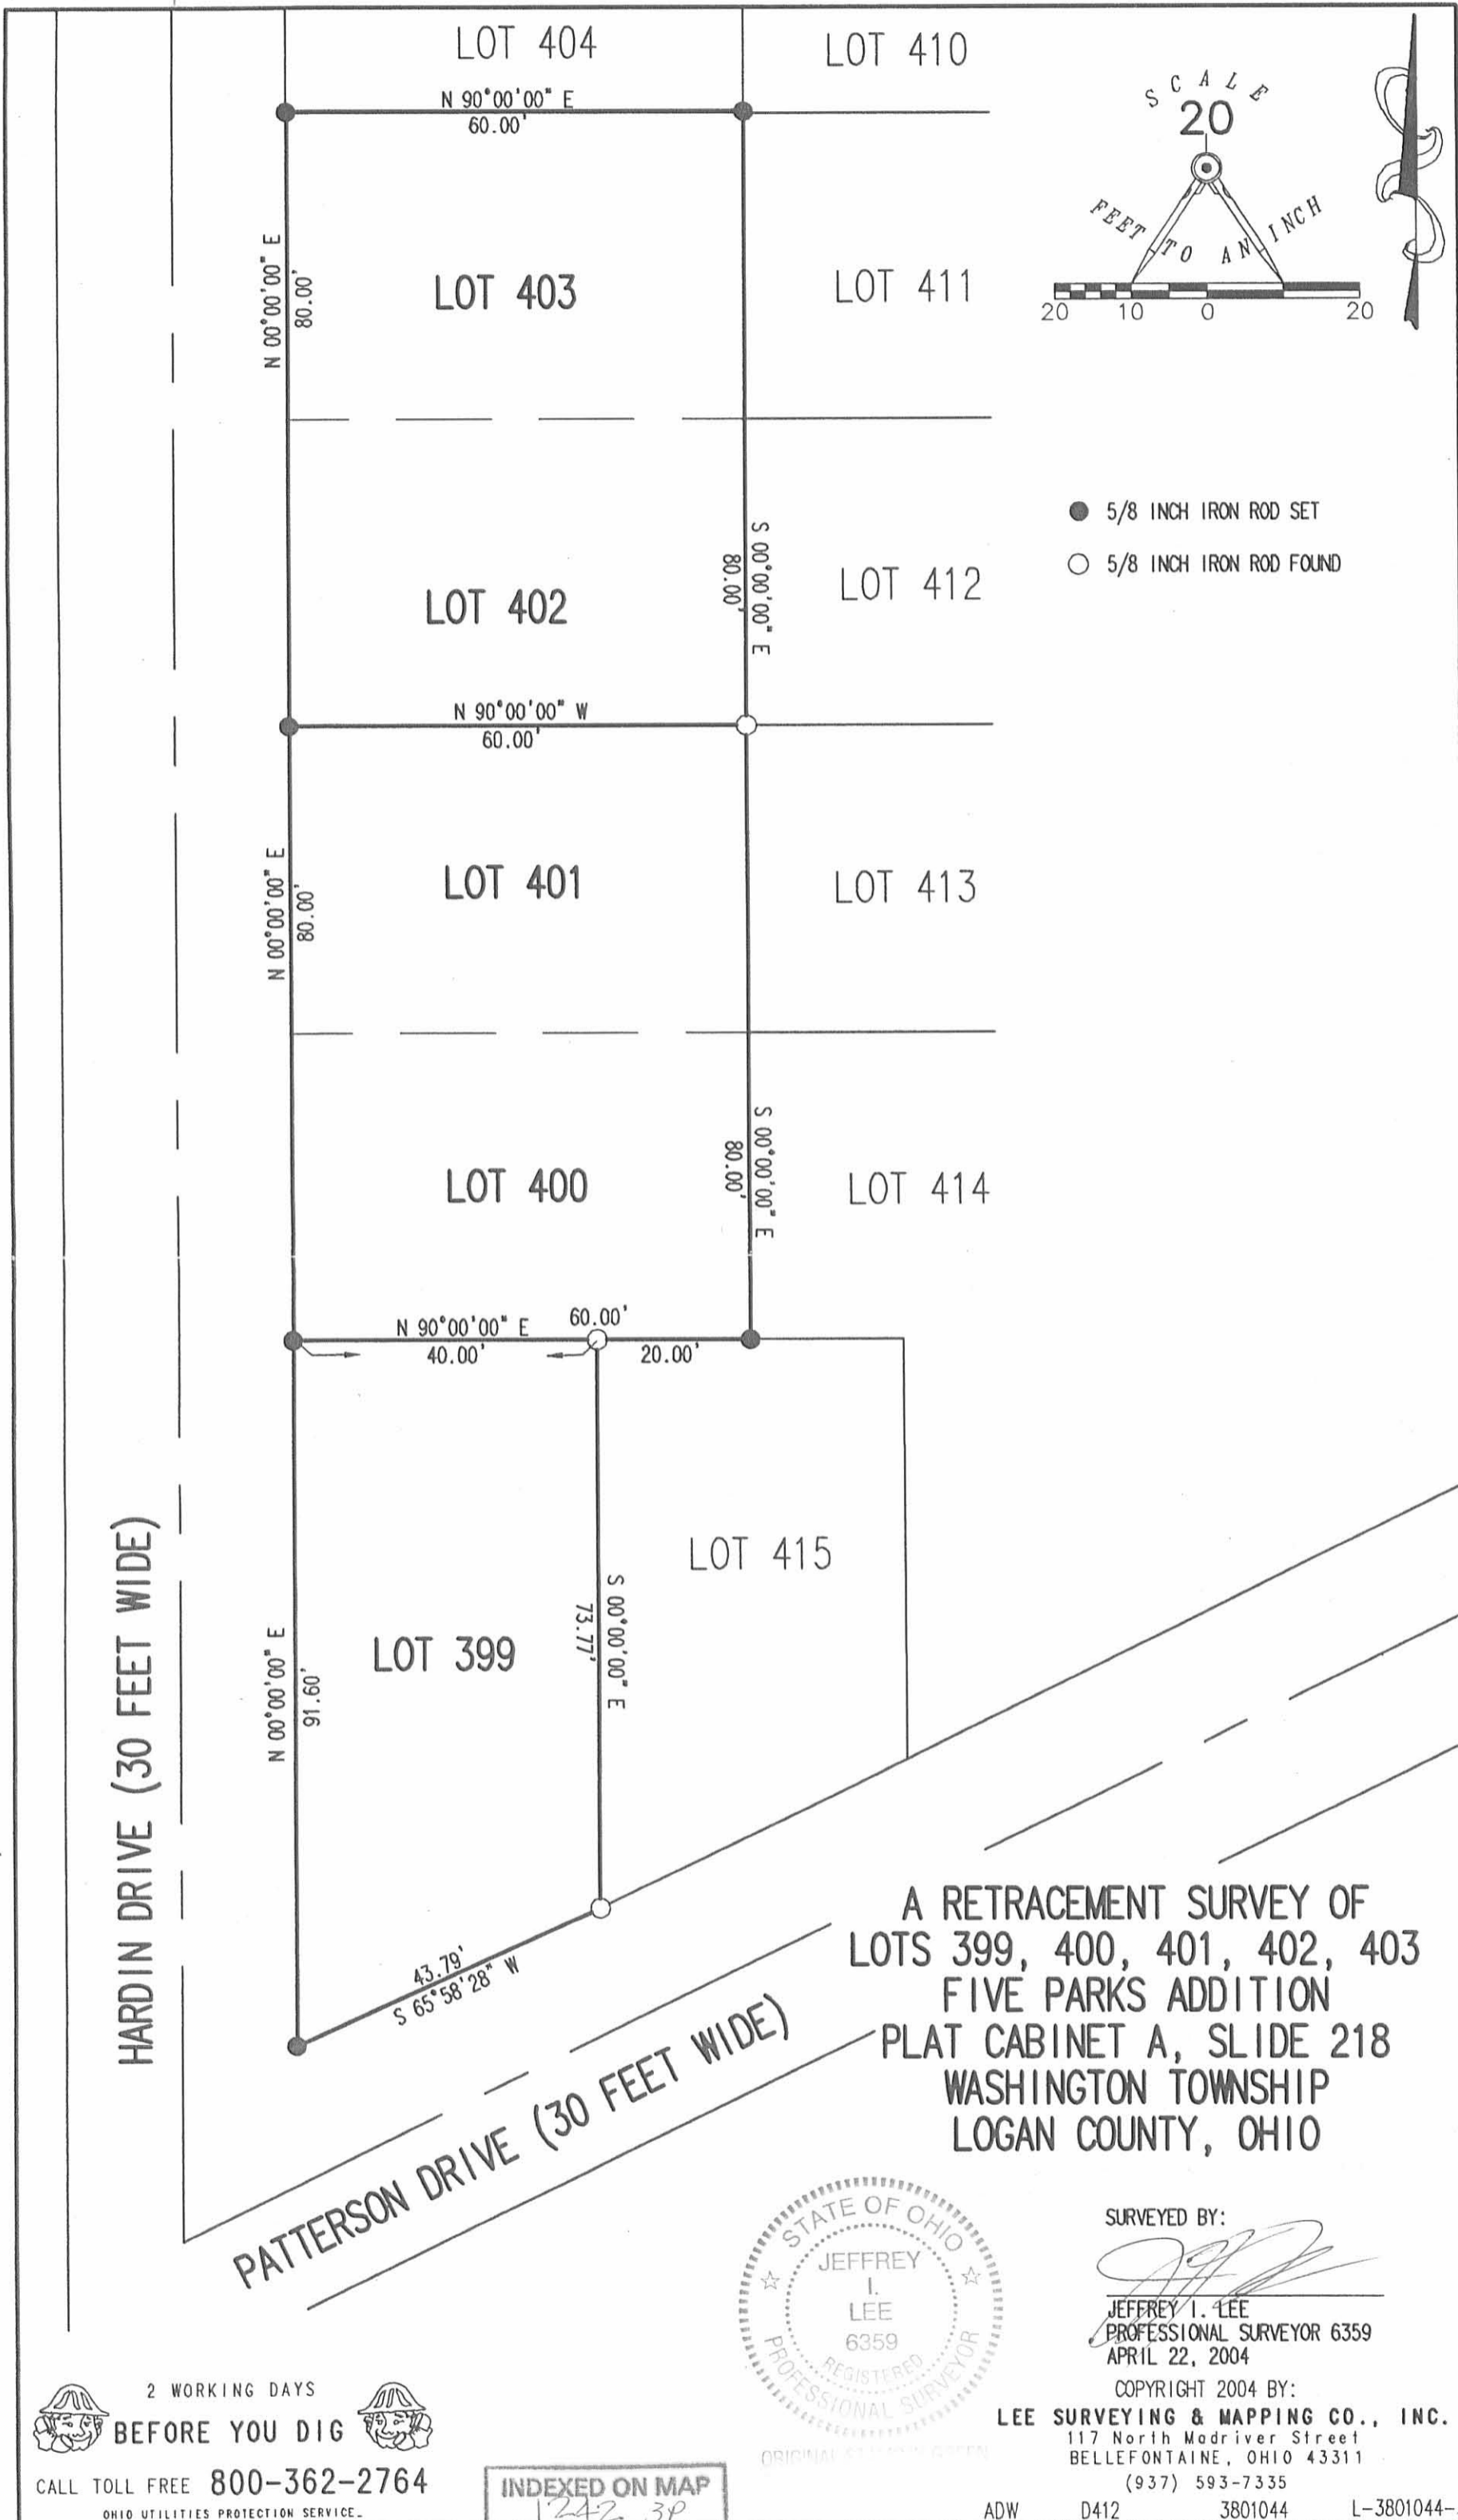 LOT 404
LOT 410
N 90°00'00" E
60.00'
SCALE
20
FEET TO AN INCH
20 10 0 20
N 00°00'00" E
80.00'
LOT 403
LOT 411
● 5/8 INCH IRON ROD SET
○ 5/8 INCH IRON ROD FOUND
S 00°00'00" E
80.00'
LOT 402
LOT 412
N 90°00'00" W
60.00'
N 00°00'00" E
80.00'
LOT 401
LOT 413
S 00°00'00" E
80.00'
LOT 400
LOT 414
N 90°00'00" E
60.00'
40.00'
20.00'
LOT 415
S 00°00'00" E
73.77'
LOT 399
N 00°00'00" E
91.60'
HARDIN DRIVE (30 FEET WIDE)
43.79'
S 65°58'28" W
PATTERSON DRIVE (30 FEET WIDE)
A RETRACEMENT SURVEY OF
LOTS 399, 400, 401, 402, 403
FIVE PARKS ADDITION
PLAT CABINET A, SLIDE 218
WASHINGTON TOWNSHIP
LOGAN COUNTY, OHIO
STATE OF OHIO
JEFFREY
I.
LEE
6359
REGISTERED
PROFESSIONAL SURVEYOR
ORIGINAL
SURVEYED BY:
JEFFREY I. LEE
PROFESSIONAL SURVEYOR 6359
APRIL 22, 2004
COPYRIGHT 2004 BY:
LEE SURVEYING & MAPPING CO., INC.
117 North Madriver Street
BELLEFONTAINE, OHIO 43311
(937) 593-7335
ADW D412 3801044 L-3801044-
2 WORKING DAYS
BEFORE YOU DIG
CALL TOLL FREE 800-362-2764
OHIO UTILITIES PROTECTION SERVICE
INDEXED ON MAP
1242 3P